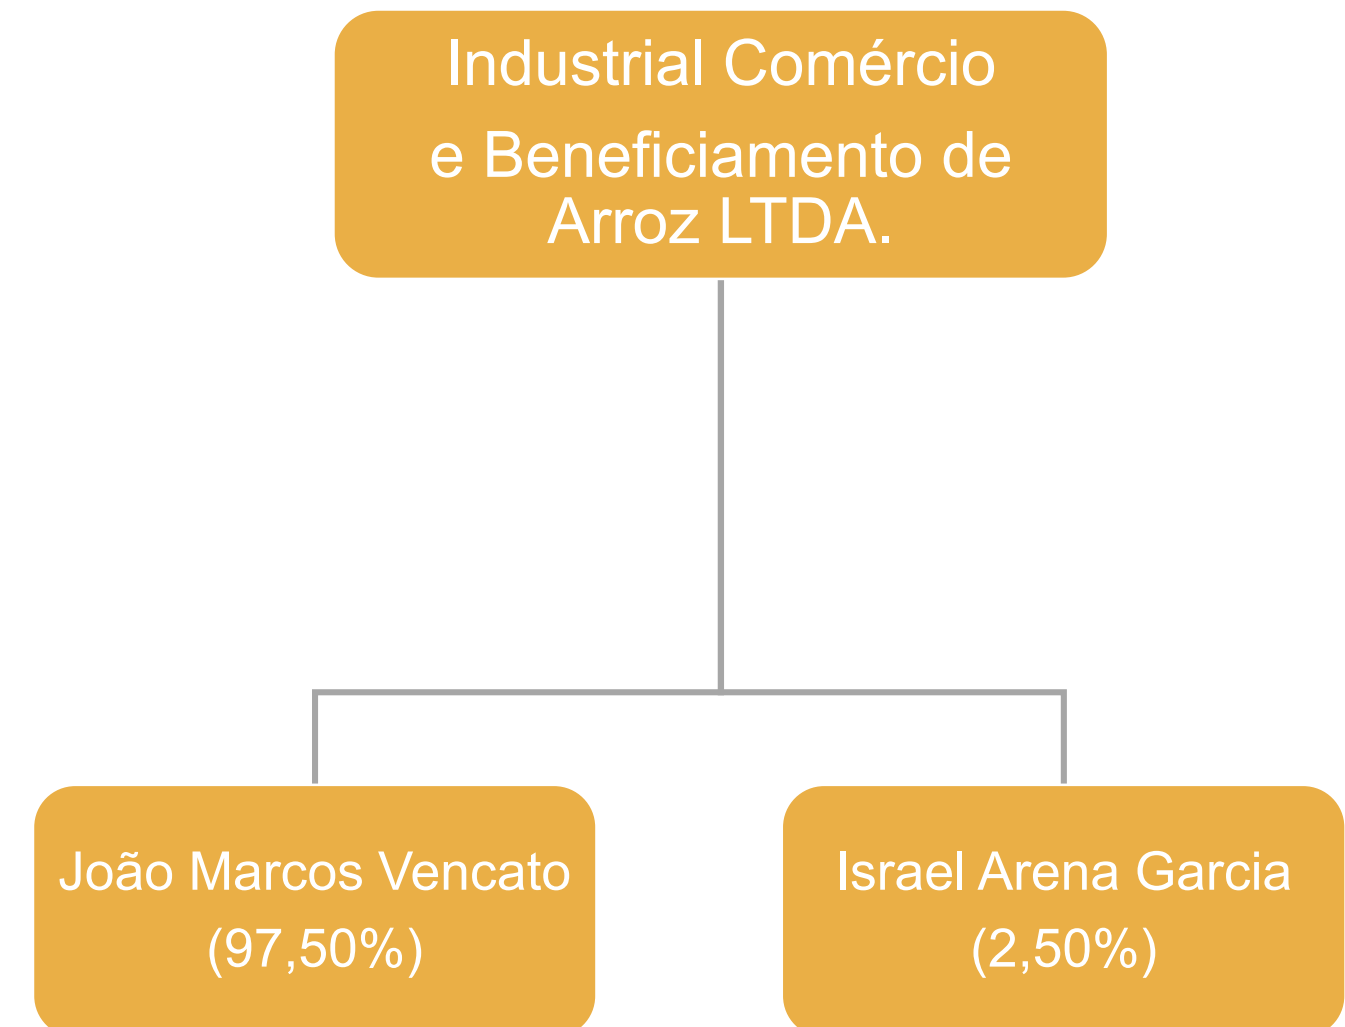 Industrial Comércio
e Beneficiamento de
Arroz LTDA.
João Marcos Vencato
(97,50%)
Israel Arena Garcia
(2,50%)